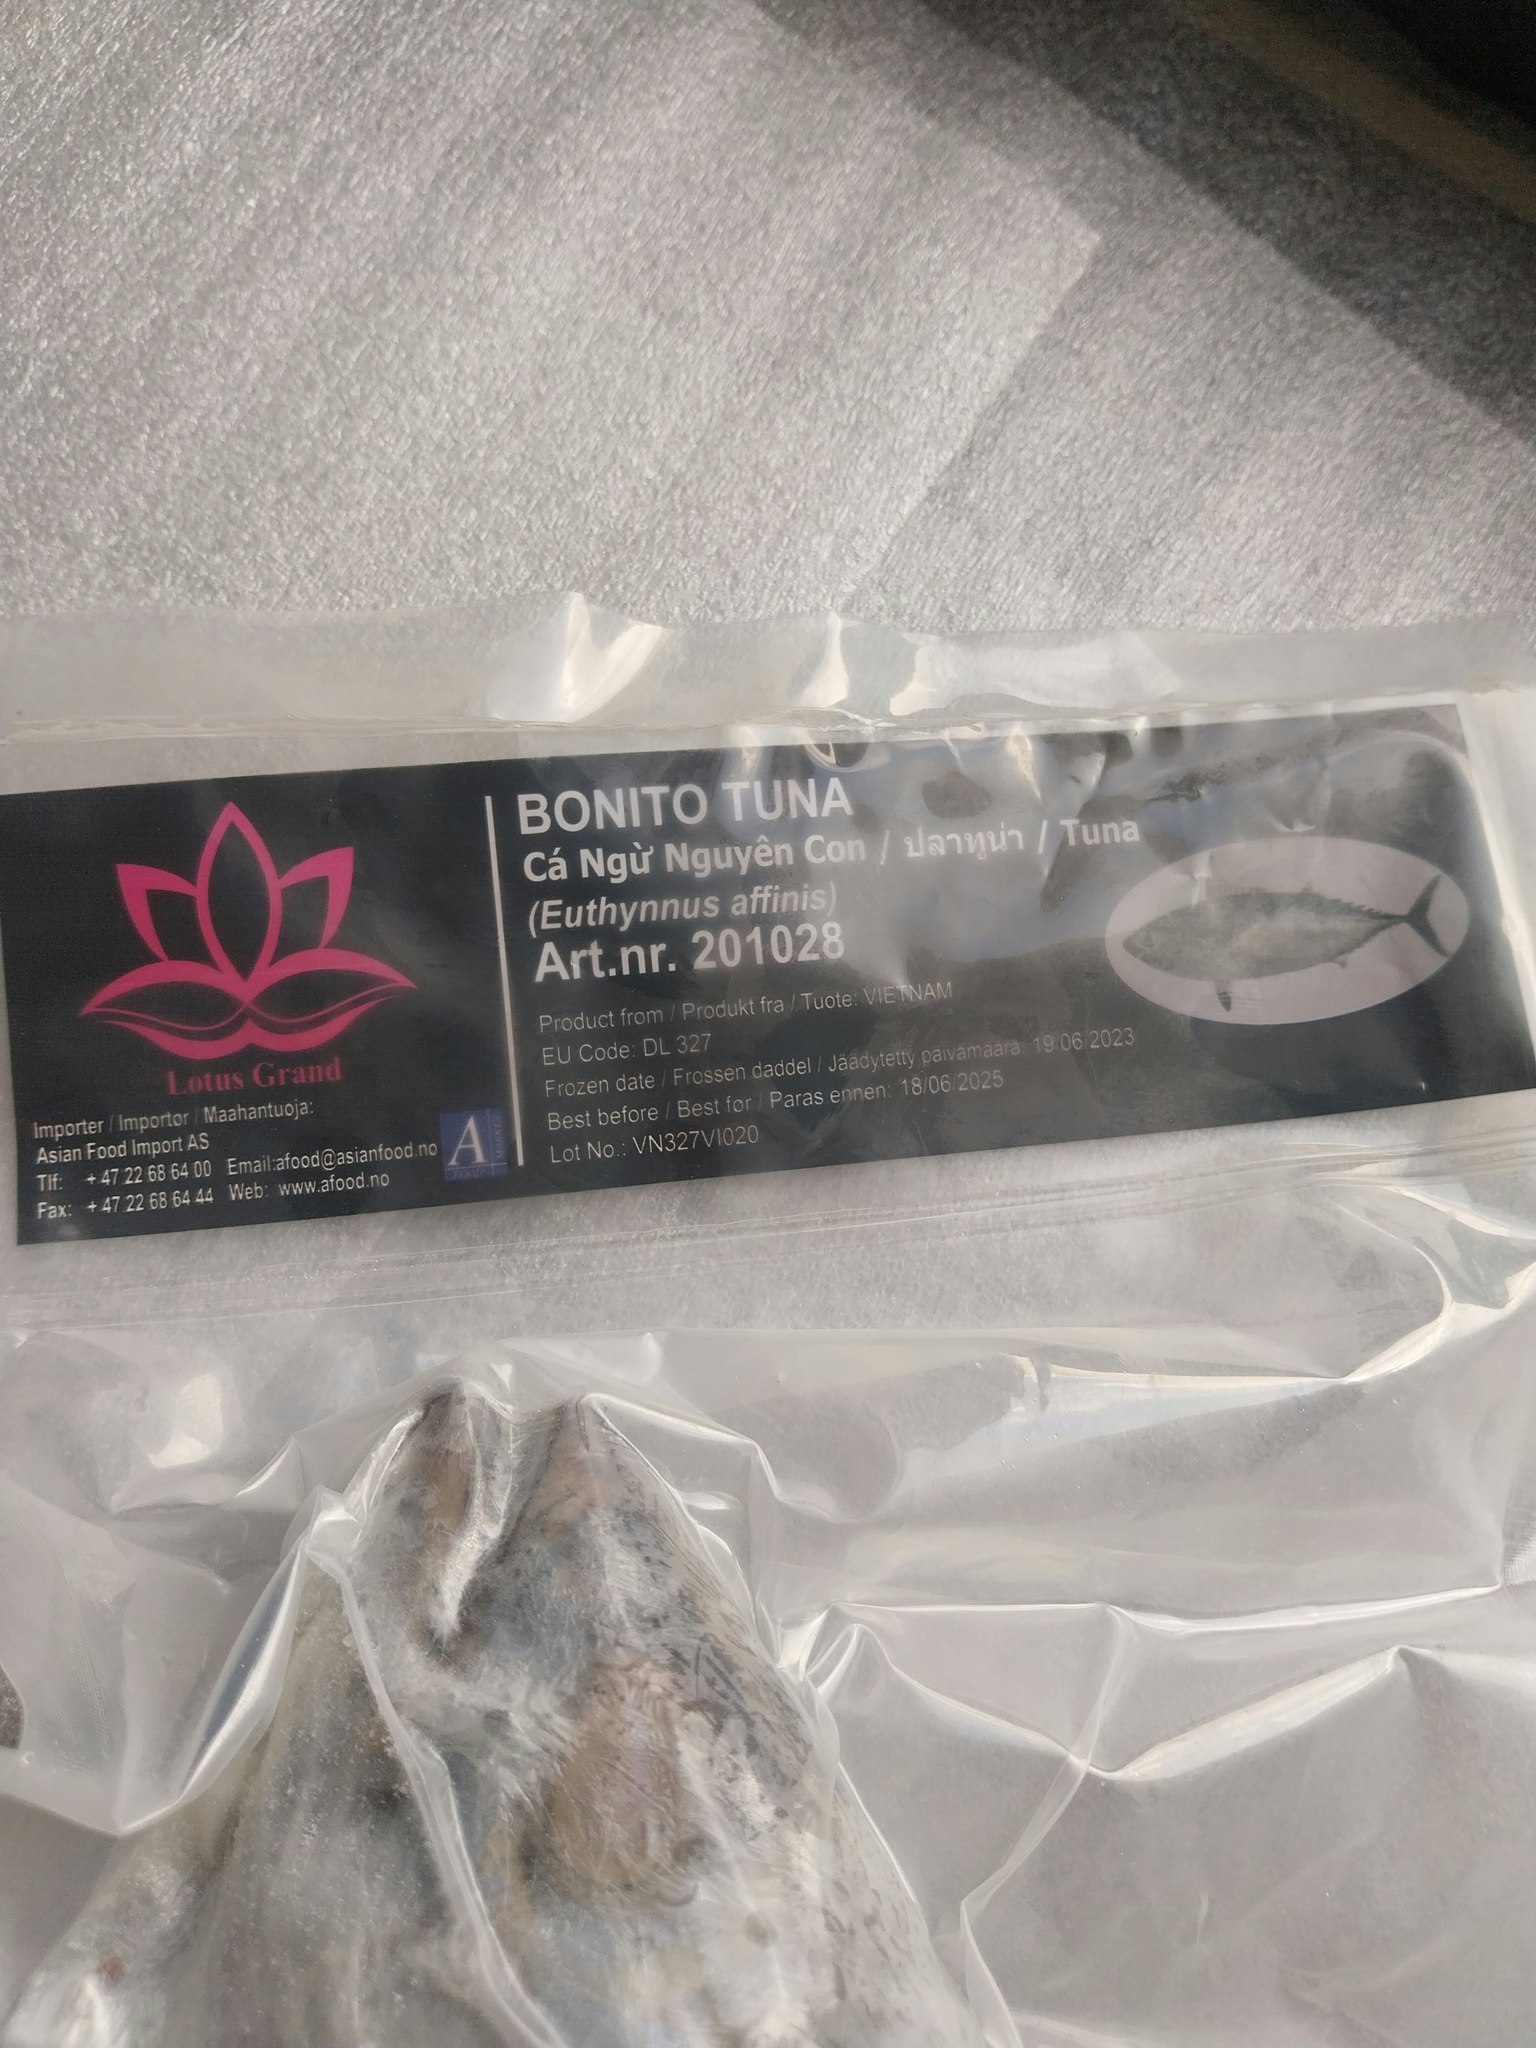 BONITO TUNA
Cá Ngừ Nguyên Con / ปลาทูน่า / Tuna
(Euthynnus affinis)
Art.nr. 201028
Product from / Produkt fra / Tuote: VIETNAM
EU Code: DL 327
Frozen date / Frossen daddel / Jäädytetty päivämäärä: 19/06/2023
Best before / Best for / Paras ennen: 18/06/2025
Lot No.: VN327VI020
Lotus Grand
Importer / Importør / Maahantuoja:
Asian Food Import AS
Tlf: + 47 22 68 64 00 Email:afood@asianfood.no
Fax: + 47 22 68 64 44 Web: www.afood.no
A